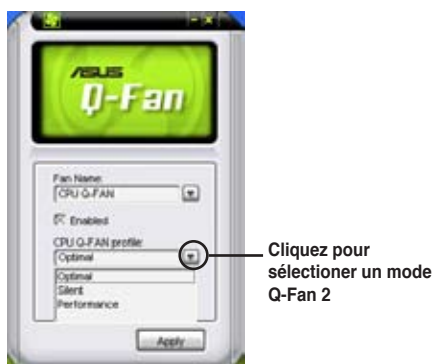 ASUS
Q-Fan
Fan Name:
CPU Q-FAN
Enabled
CPU Q-FAN profile:
Optimal
Optimal
Silent
Performance
Apply
Cliquez pour
sélectioner un mode
Q-Fan 2